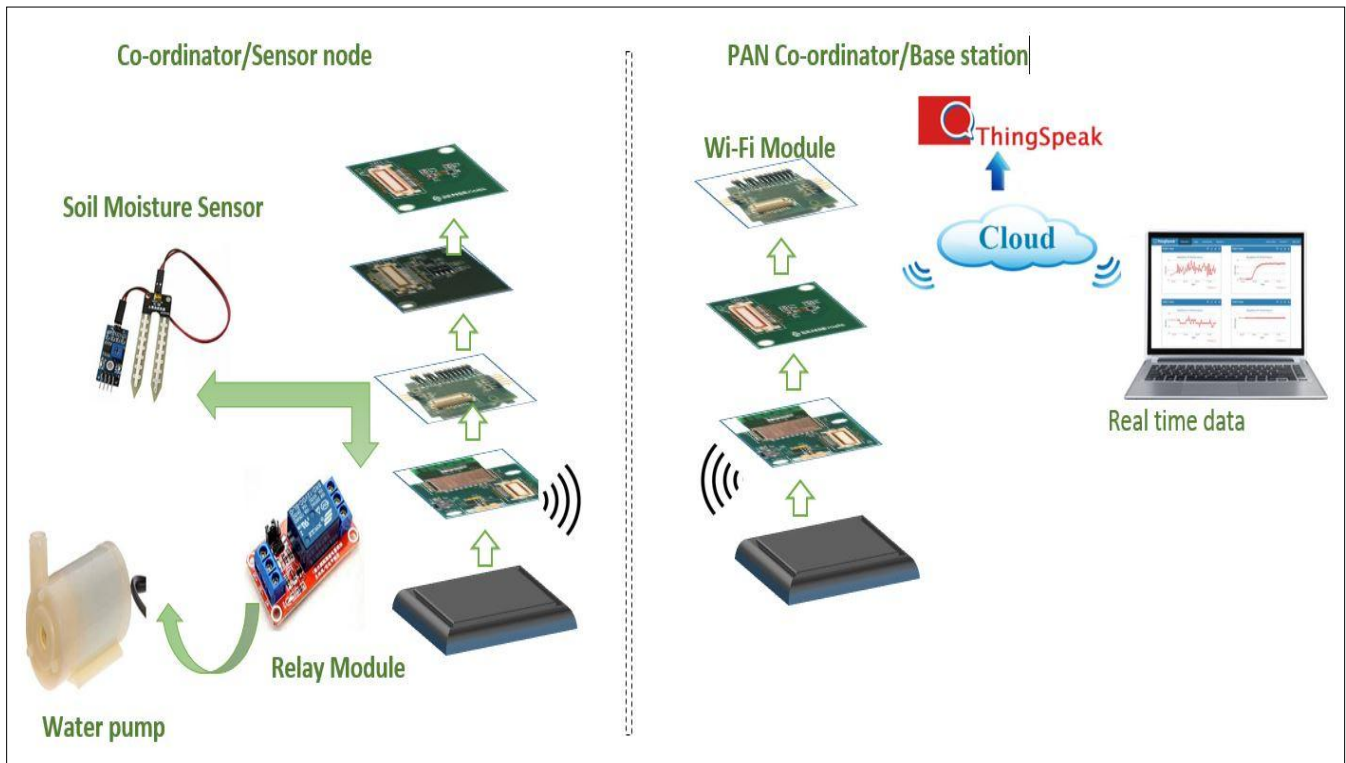 Co-ordinator/Sensor node
PAN Co-ordinator/Base station
ThingSpeak
Wi-Fi Module
Soil Moisture Sensor
Cloud
Real time data
Relay Module
Water pump